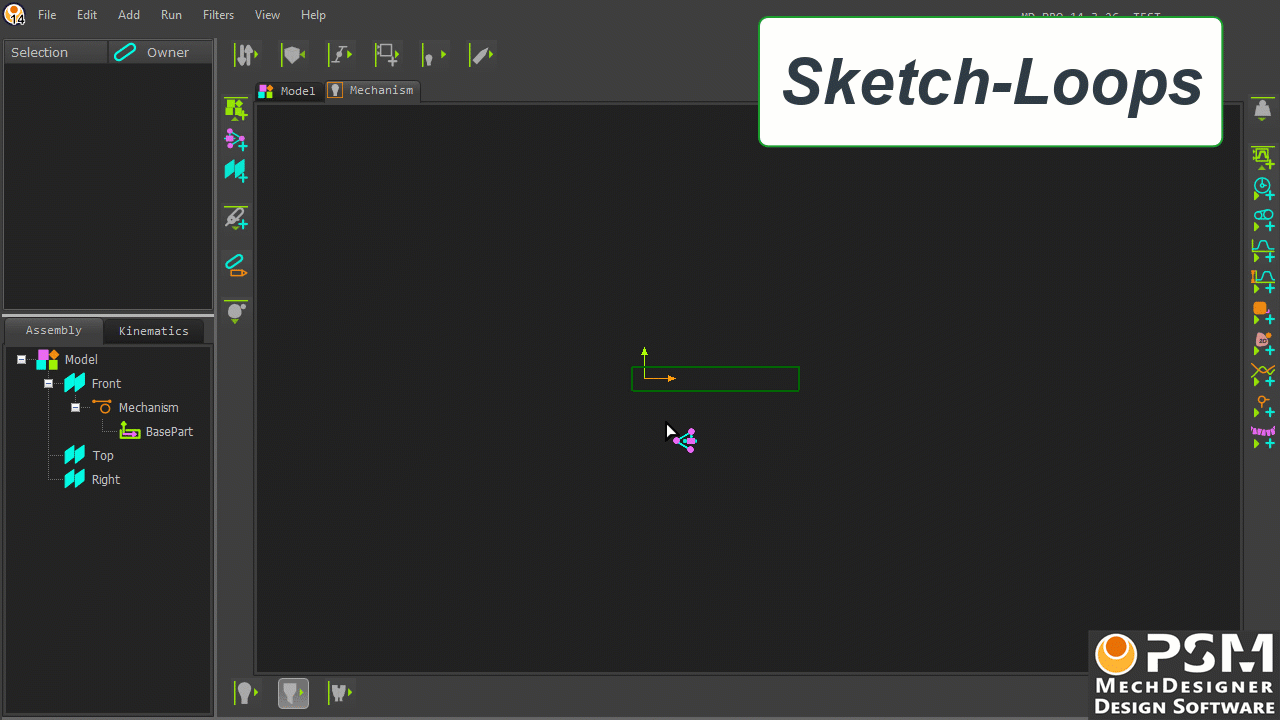 14
File Edit Add Run Filters View Help
Sketch-Loops
Selection Owner
Model Mechanism
Assembly Kinematics
Model
Front
Mechanism
BasePart
Top
Right
PSM
MechDesigner
Design Software